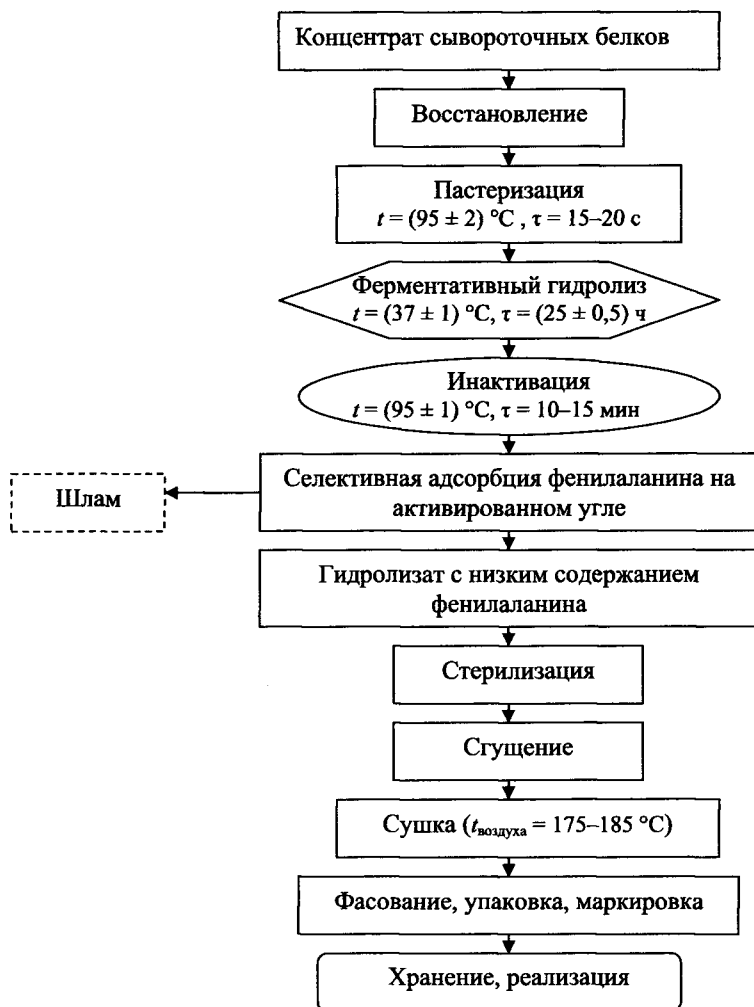 Концентрат сывороточных белков
Восстановление
Пастеризация
t = (95 ± 2) °C , τ = 15–20 с
Ферментативный гидролиз
t = (37 ± 1) °C, τ = (25 ± 0,5) ч
Инактивация
t = (95 ± 1) °C, τ = 10–15 мин
Селективная адсорбция фенилаланина на
активированном угле
Шлам
Гидролизат с низким содержанием
фенилаланина
Стерилизация
Сгущение
Сушка (tвоздуха = 175–185 °C)
Фасование, упаковка, маркировка
Хранение, реализация